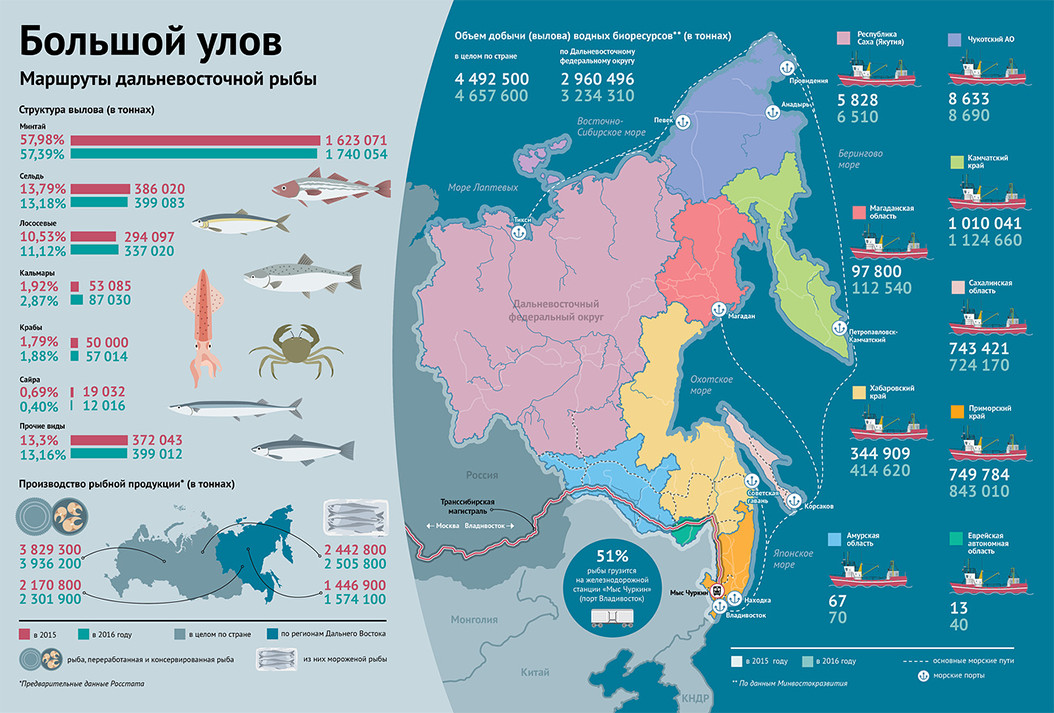 Большой улов
Маршруты дальневосточной рыбы
Структура вылова (в тоннах)
Минтай
57,98% 1 623 071
57,39% 1 740 054
Сельдь
13,79% 386 020
13,18% 399 083
Лососевые
10,53% 294 097
11,12% 337 020
Кальмары
1,92% 53 085
2,87% 87 030
Крабы
1,79% 50 000
1,88% 57 014
Сайра
0,69% 19 032
0,40% 12 016
Прочие виды
13,3% 372 043
13,16% 399 012
Производство рыбной продукции* (в тоннах)
3 829 300
3 936 200
2 170 800
2 301 900
2 442 800
2 505 800
1 446 900
1 574 100
в 2015
в 2016 году
в целом по стране
по регионам Дальнего Востока
рыба, переработанная и консервированная рыба
из них мороженой рыбы
*Предварительные данные Росстата
Объем добычи (вылова) водных биоресурсов** (в тоннах)
в целом по стране
4 492 500
4 657 600
по Дальневосточному
федеральному округу
2 960 496
3 234 310
Восточно-
Сибирское море
Море Лаптевых
Берингово
море
Охотское
море
Японское
море
Провидения
Анадырь
Певек
Тикси
Магадан
Петропавловск-
Камчатский
Корсаков
Советская
гавань
Находка
Владивосток
Мыс Чуркин
Дальневосточный
федеральный округ
Россия
Транссибирская
магистраль
← Москва Владивосток →
Монголия
Китай
КНДР
51%
рыбы грузится
на железнодорожной
станции «Мыс Чуркин»
(порт Владивосток)
Республика
Саха (Якутия)
5 828
6 510
Чукотский АО
8 633
8 690
Камчатский
край
1 010 041
1 124 660
Магаданская
область
97 800
112 540
Сахалинская
область
743 421
724 170
Хабаровский
край
344 909
414 620
Приморский
край
749 784
843 010
Амурская
область
67
70
Еврейская
автономная
область
13
40
в 2015 году
в 2016 году
основные морские пути
морские порты
** По данным Минвостокразвития